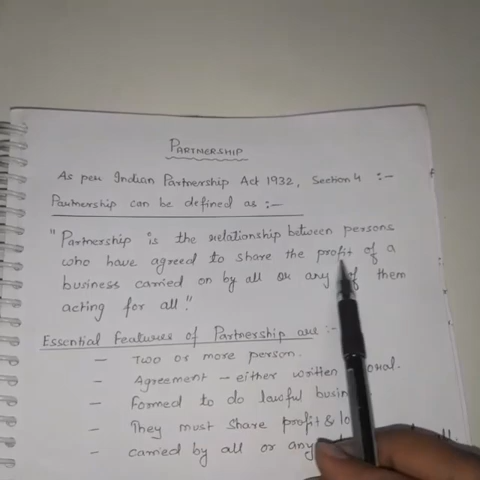 PARTNERSHIP
As per Indian Partnership Act 1932, Section 4 :-
Partnership can be defined as :-
"Partnership is the relationship between persons
who have agreed to share the profit of a
business carried on by all or any of them
acting for all."
Essential features of Partnership are :-
- Two or more person.
- Agreement - either written oral.
- Formed to do lawful
- They must share profit &
- carried by all or any